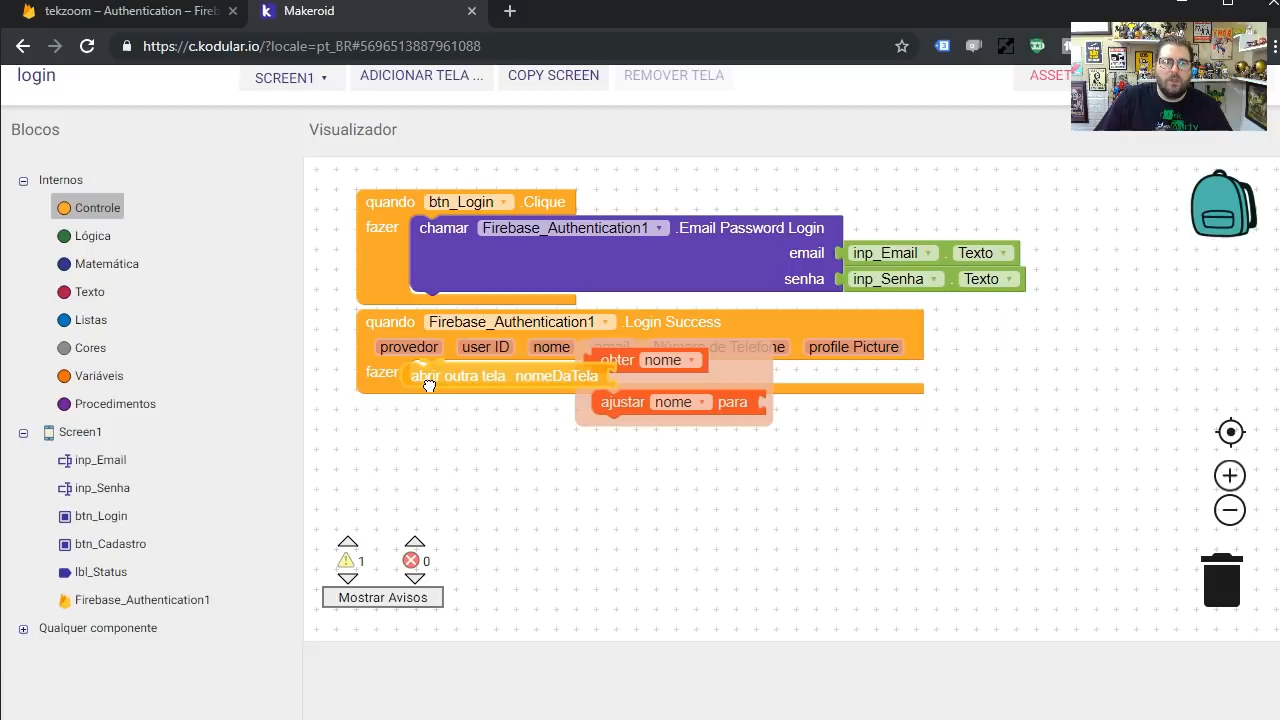 tekzoom – Authentication – Fireb
Makeroid
https://c.kodular.io/?locale=pt_BR#5696513887961088
login
SCREEN1
ADICIONAR TELA ...
COPY SCREEN
REMOVER TELA
ASSET
Blocos
Visualizador
Internos
Controle
Lógica
Matemática
Texto
Listas
Cores
Variáveis
Procedimentos
Screen1
inp_Email
inp_Senha
btn_Login
btn_Cadastro
lbl_Status
Firebase_Authentication1
Qualquer componente
quando btn_Login .Clique
fazer chamar Firebase_Authentication1 .Email Password Login
email inp_Email . Texto
senha inp_Senha . Texto
quando Firebase_Authentication1 .Login Success
provedor user ID nome email Número de Telefone profile Picture
obter nome
fazer abrir outra tela nomeDaTela
ajustar nome para
1 0
Mostrar Avisos